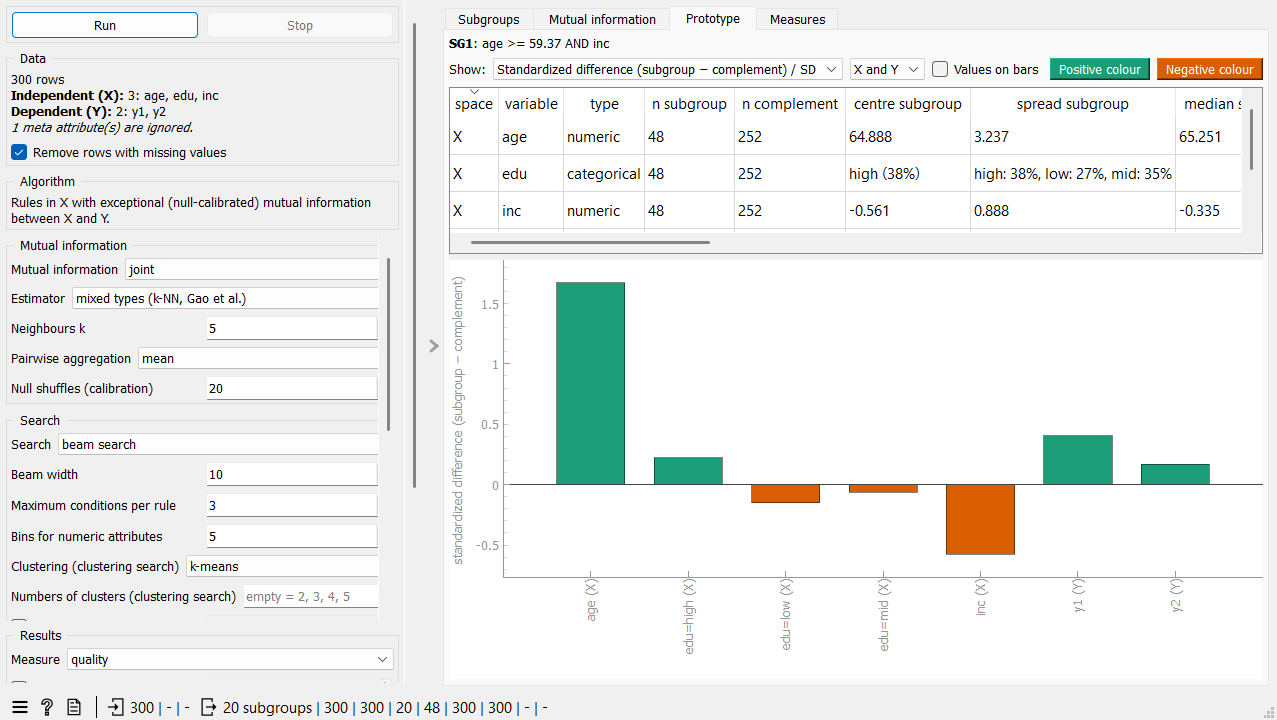 Run
Stop
Data
300 rows
Independent (X): 3: age, edu, inc
Dependent (Y): 2: y1, y2
1 meta attribute(s) are ignored.
Remove rows with missing values
Algorithm
Rules in X with exceptional (null-calibrated) mutual information
between X and Y.
Mutual information
Mutual information joint
Estimator mixed types (k-NN, Gao et al.)
Neighbours k 5
Pairwise aggregation mean
Null shuffles (calibration) 20
Search
Search beam search
Beam width 10
Maximum conditions per rule 3
Bins for numeric attributes 5
Clustering (clustering search) k-means
Numbers of clusters (clustering search) empty = 2, 3, 4, 5
Results
Measure quality
Subgroups Mutual information Prototype Measures
SG1: age >= 59.37 AND inc
Show: Standardized difference (subgroup − complement) / SD X and Y Values on bars Positive colour Negative colour
space variable type n subgroup n complement centre subgroup spread subgroup median s
X age numeric 48 252 64.888 3.237 65.251
X edu categorical 48 252 high (38%) high: 38%, low: 27%, mid: 35%
X inc numeric 48 252 -0.561 0.888 -0.335
standardized difference (subgroup − complement)
1.5
1
0.5
0
-0.5
age (X)
edu=high (X)
edu=low (X)
edu=mid (X)
inc (X)
y1 (Y)
y2 (Y)
300 | - | - 20 subgroups | 300 | 300 | 20 | 48 | 300 | 300 | - | -